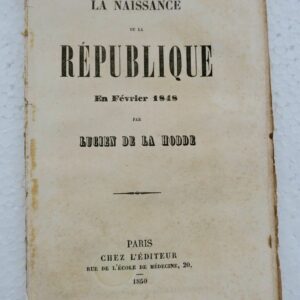 LA NAISSANCE
DE LA
RÉPUBLIQUE
En Février 1848
PAR
LUCIEN DE LA HODDE
PARIS
CHEZ L'ÉDITEUR
RUE DE L'ÉCOLE DE MÉDECINE, 20.
1850